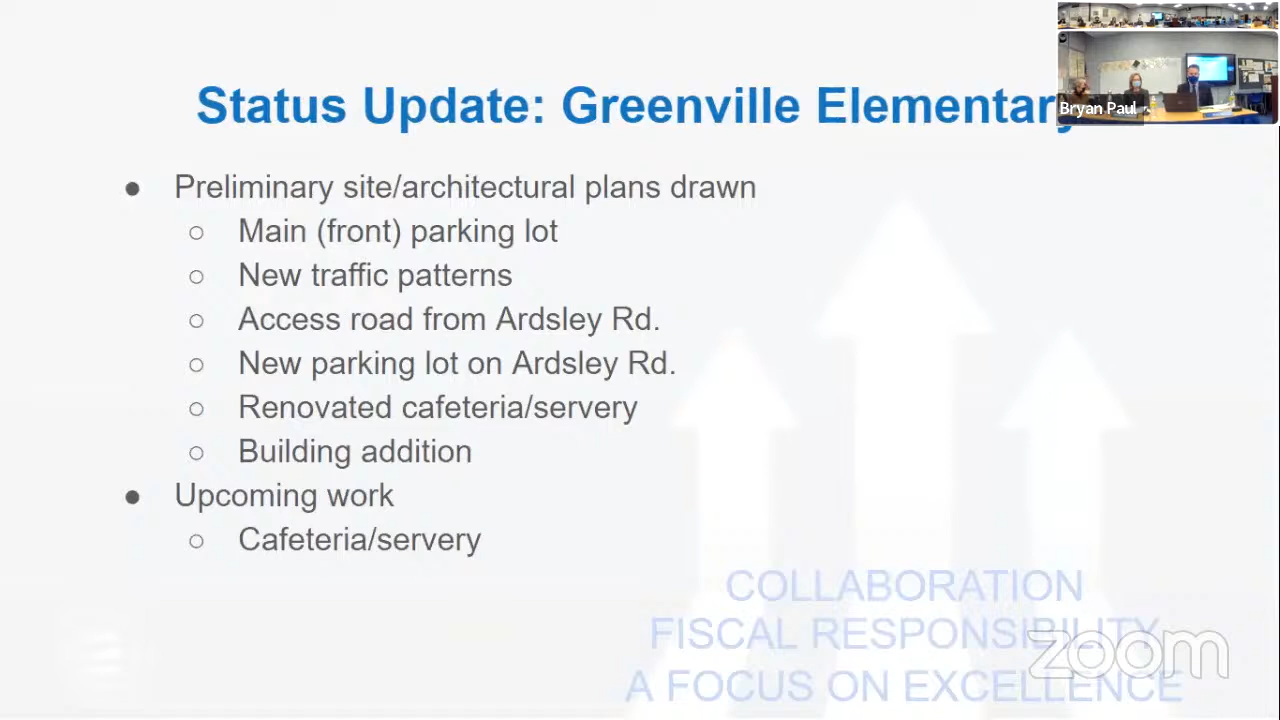 Status Update: Greenville Elementary
Bryan Paul
● Preliminary site/architectural plans drawn
○ Main (front) parking lot
○ New traffic patterns
○ Access road from Ardsley Rd.
○ New parking lot on Ardsley Rd.
○ Renovated cafeteria/servery
○ Building addition
● Upcoming work
○ Cafeteria/servery
COLLABORATION
FISCAL RESPONSIBILITY
A FOCUS ON EXCELLENCE
zoom